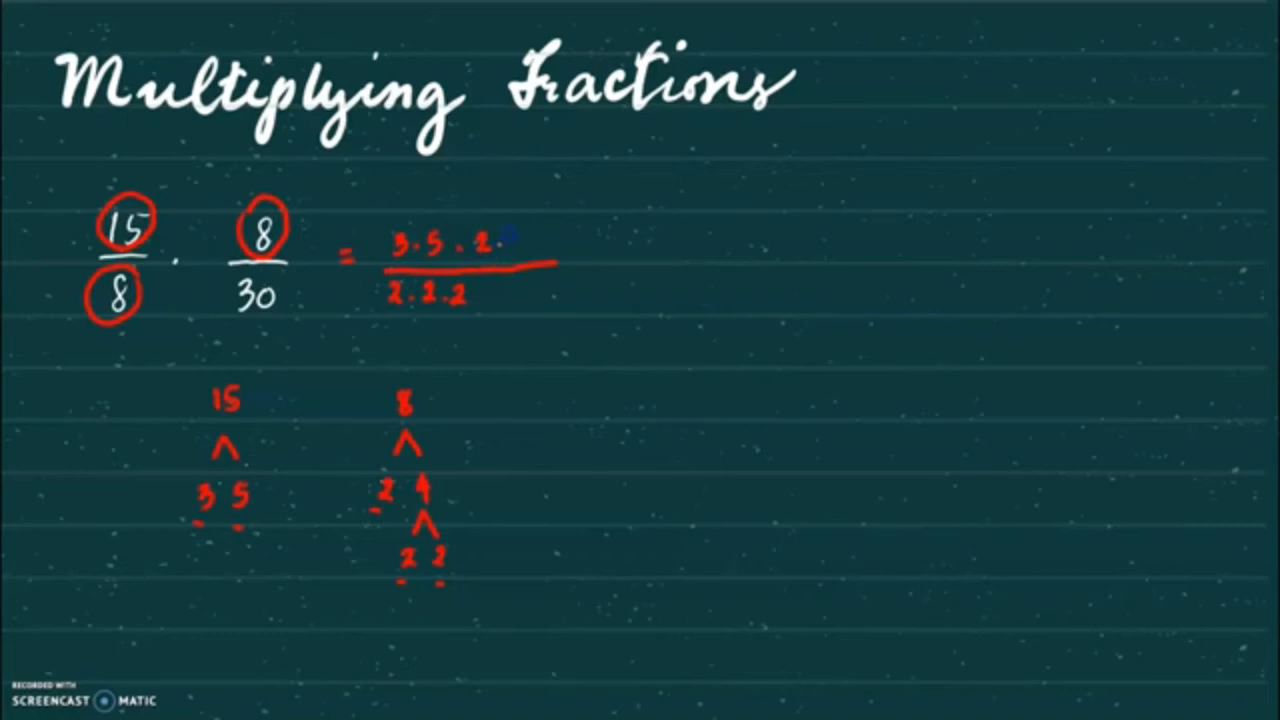 Multiplying Fractions
15/8 . 8/30 = 3.5.2./2.2.2
15 8
3 5 2 4
2 2
RECORDED WITH
SCREENCAST MATIC